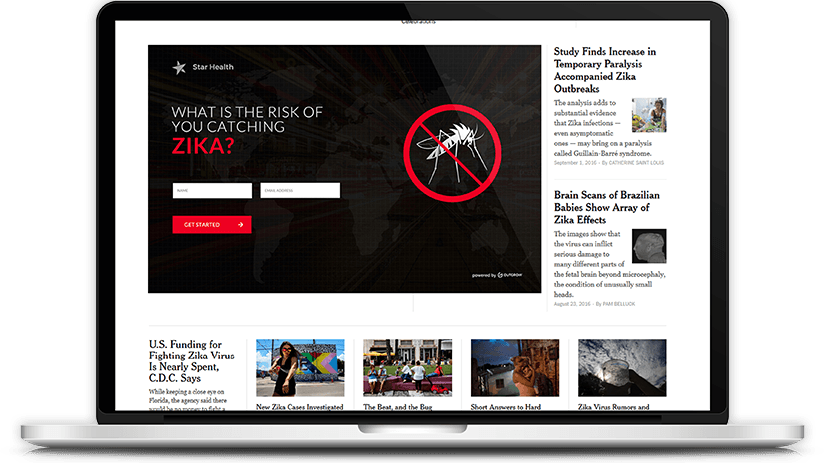 Celebrations
Star Health
WHAT IS THE RISK OF
YOU CATCHING
ZIKA?
NAME
EMAIL ADDRESS
GET STARTED
powered by OUTGROW
Study Finds Increase in
Temporary Paralysis
Accompanied Zika
Outbreaks
The analysis adds to
substantial evidence
that Zika infections —
even asymptomatic
ones — may bring on a paralysis
called Guillain-Barré syndrome.
September 1, 2016 - By CATHERINE SAINT LOUIS
Brain Scans of Brazilian
Babies Show Array of
Zika Effects
The images show that
the virus can inflict
serious damage to
many different parts of
the fetal brain beyond microcephaly,
the condition of unusually small
heads.
August 23, 2016 - By PAM BELLUCK
U.S. Funding for
Fighting Zika Virus
Is Nearly Spent,
C.D.C. Says
While keeping a close eye on
Florida, the agency said there
would be no money to fight a
New Zika Cases Investigated
The Beat, and the Bug
Short Answers to Hard
Zika Virus Rumors and